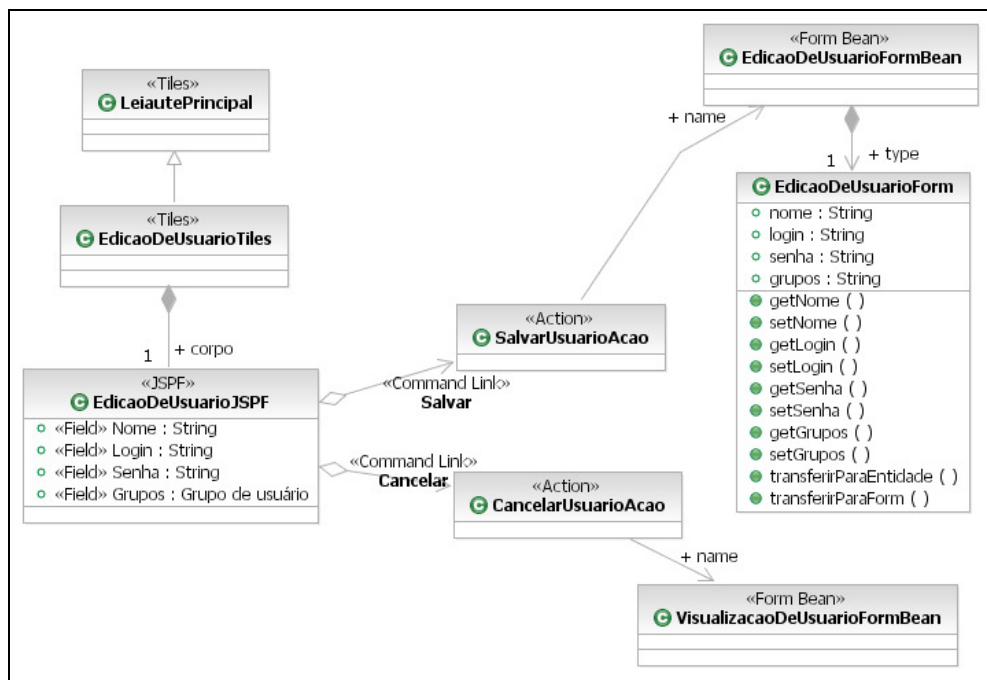 «Form Bean»
EdicaoDeUsuarioFormBean
«Tiles»
LeiautePrincipal
+ name
1
+ type
EdicaoDeUsuarioForm
nome : String
login : String
senha : String
grupos : String
getNome ( )
setNome ( )
getLogin ( )
setLogin ( )
getSenha ( )
setSenha ( )
getGrupos ( )
setGrupos ( )
transferirParaEntidade ( )
transferirParaForm ( )
«Tiles»
EdicaoDeUsuarioTiles
1
+ corpo
«JSPF»
EdicaoDeUsuarioJSPF
«Field» Nome : String
«Field» Login : String
«Field» Senha : String
«Field» Grupos : Grupo de usuário
«Command Link»
Salvar
«Action»
SalvarUsuarioAcao
«Command Link»
Cancelar
«Action»
CancelarUsuarioAcao
+ name
«Form Bean»
VisualizacaoDeUsuarioFormBean